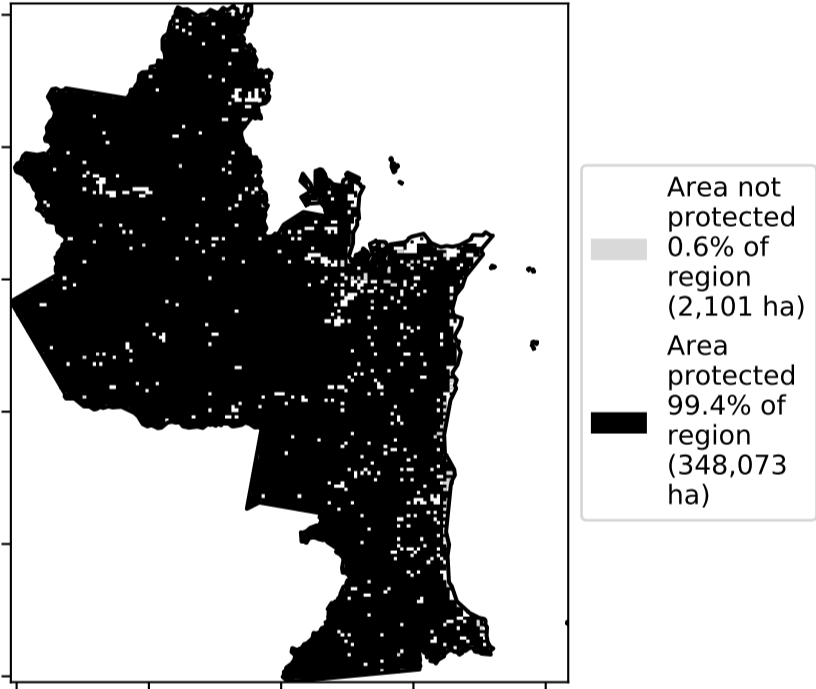 Area not
protected
0.6% of
region
(2,101 ha)
Area
protected
99.4% of
region
(348,073
ha)